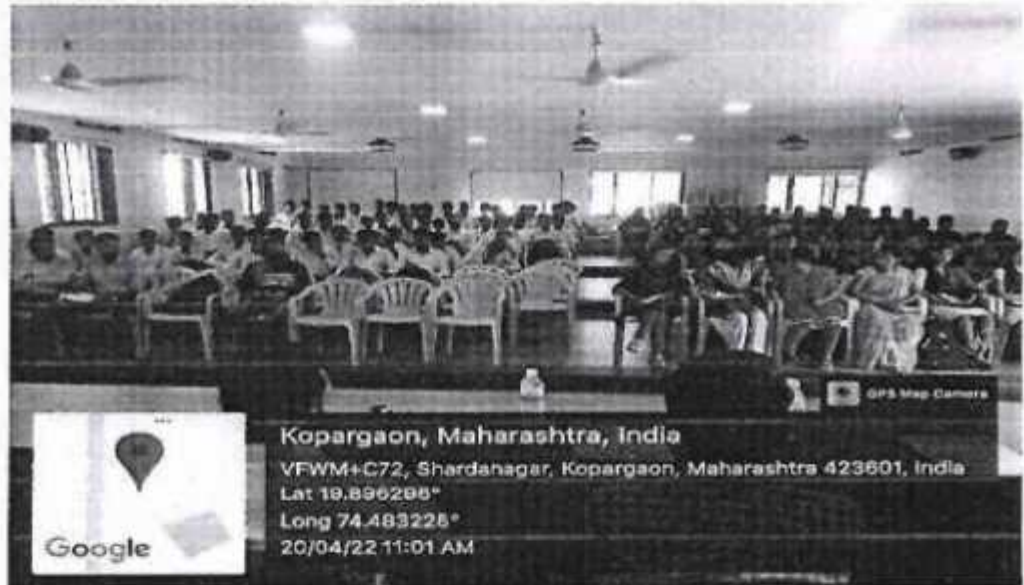 GPS Map Camera
Kopargaon, Maharashtra, India
VFWM+C72, Shardanagar, Kopargaon, Maharashtra 423601, India
Lat 19.896296°
Long 74.483226°
20/04/22 11:01 AM
Google